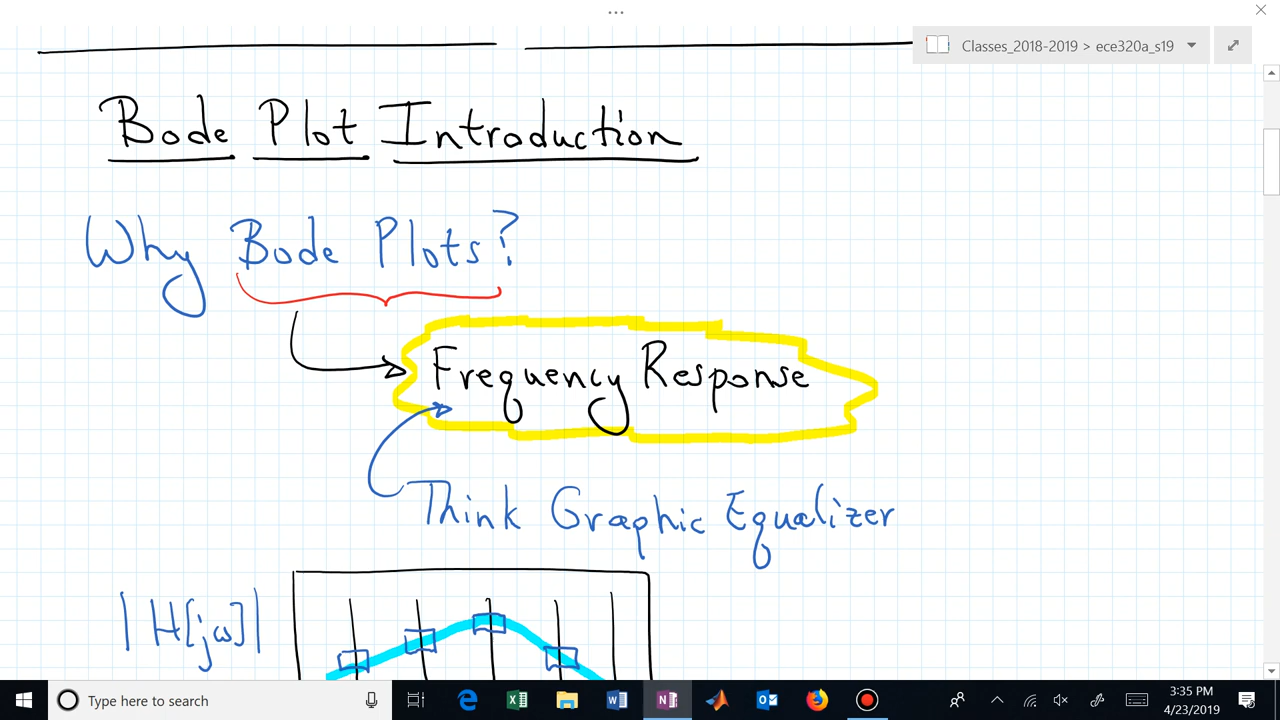 Classes_2018-2019 > ece320a_s19
Bode Plot Introduction
Why Bode Plots?
Frequency Response
Think Graphic Equalizer
|H[jω]|
Type here to search
3:35 PM
4/23/2019